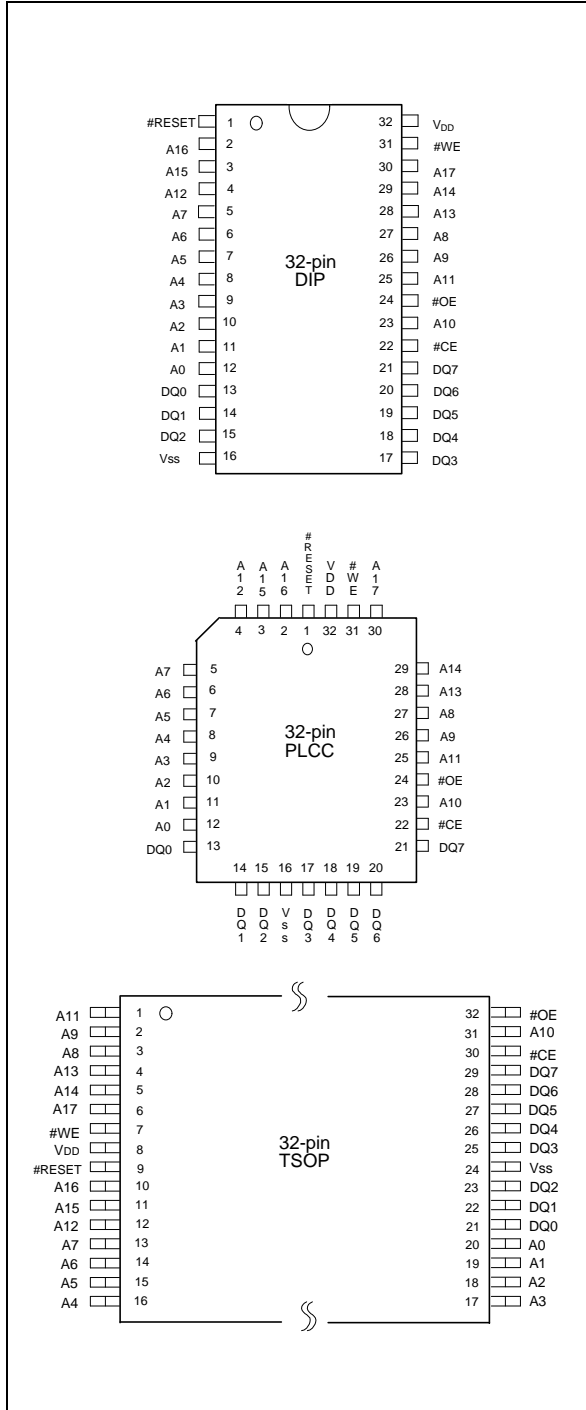 #RESET 1 32 VDD
A16 2 31 #WE
A15 3 30 A17
A12 4 29 A14
A7 5 28 A13
A6 6 27 A8
A5 7 26 A9
A4 8 25 A11
A3 9 24 #OE
A2 10 23 A10
A1 11 22 #CE
A0 12 21 DQ7
DQ0 13 20 DQ6
DQ1 14 19 DQ5
DQ2 15 18 DQ4
Vss 16 17 DQ3
32-pin
DIP
A12 A15 A16 #RESET VDD #WE A17
4 3 2 1 32 31 30
A7 5 29 A14
A6 6 28 A13
A5 7 27 A8
A4 8 26 A9
A3 9 25 A11
A2 10 24 #OE
A1 11 23 A10
A0 12 22 #CE
DQ0 13 21 DQ7
32-pin
PLCC
14 15 16 17 18 19 20
DQ1 DQ2 Vss DQ3 DQ4 DQ5 DQ6
A11 1 32 #OE
A9 2 31 A10
A8 3 30 #CE
A13 4 29 DQ7
A14 5 28 DQ6
A17 6 27 DQ5
#WE 7 26 DQ4
VDD 8 25 DQ3
#RESET 9 24 Vss
A16 10 23 DQ2
A15 11 22 DQ1
A12 12 21 DQ0
A7 13 20 A0
A6 14 19 A1
A5 15 18 A2
A4 16 17 A3
32-pin
TSOP